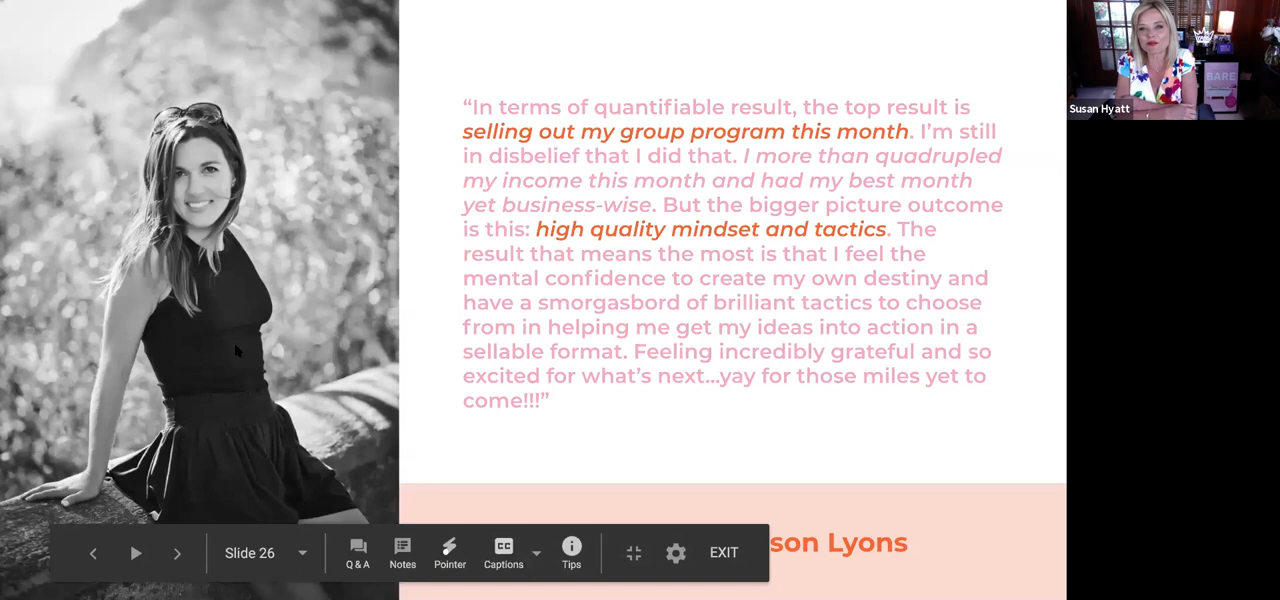 “In terms of quantifiable result, the top result is
selling out my group program this month. I’m still
in disbelief that I did that. I more than quadrupled
my income this month and had my best month
yet business-wise. But the bigger picture outcome
is this: high quality mindset and tactics. The
result that means the most is that I feel the
mental confidence to create my own destiny and
have a smorgasbord of brilliant tactics to choose
from in helping me get my ideas into action in a
sellable format. Feeling incredibly grateful and so
excited for what’s next...yay for those miles yet to
come!!!”
son Lyons
Slide 26
Q & A
Notes
Pointer
Captions
Tips
EXIT
BARE
Susan Hyatt